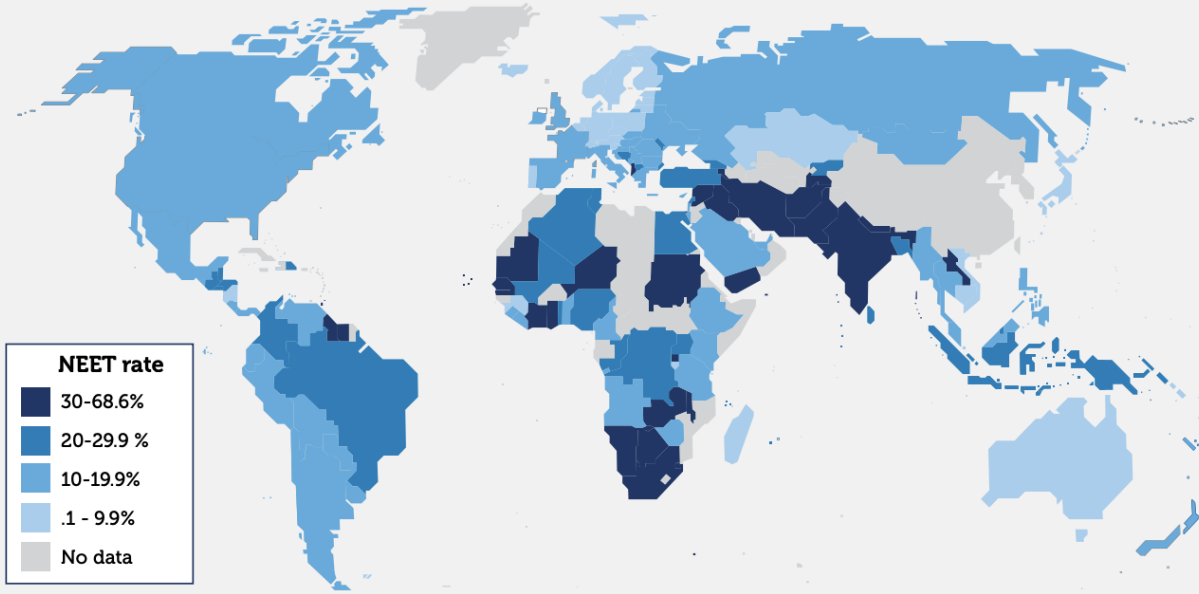 NEET rate
30-68.6%
20-29.9 %
10-19.9%
.1 - 9.9%
No data